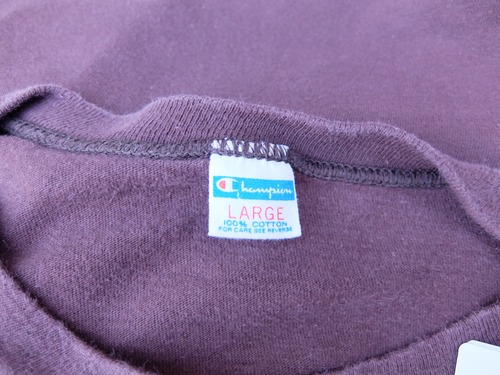 Champion
LARGE
100% COTTON
FOR CARE SEE REVERSE